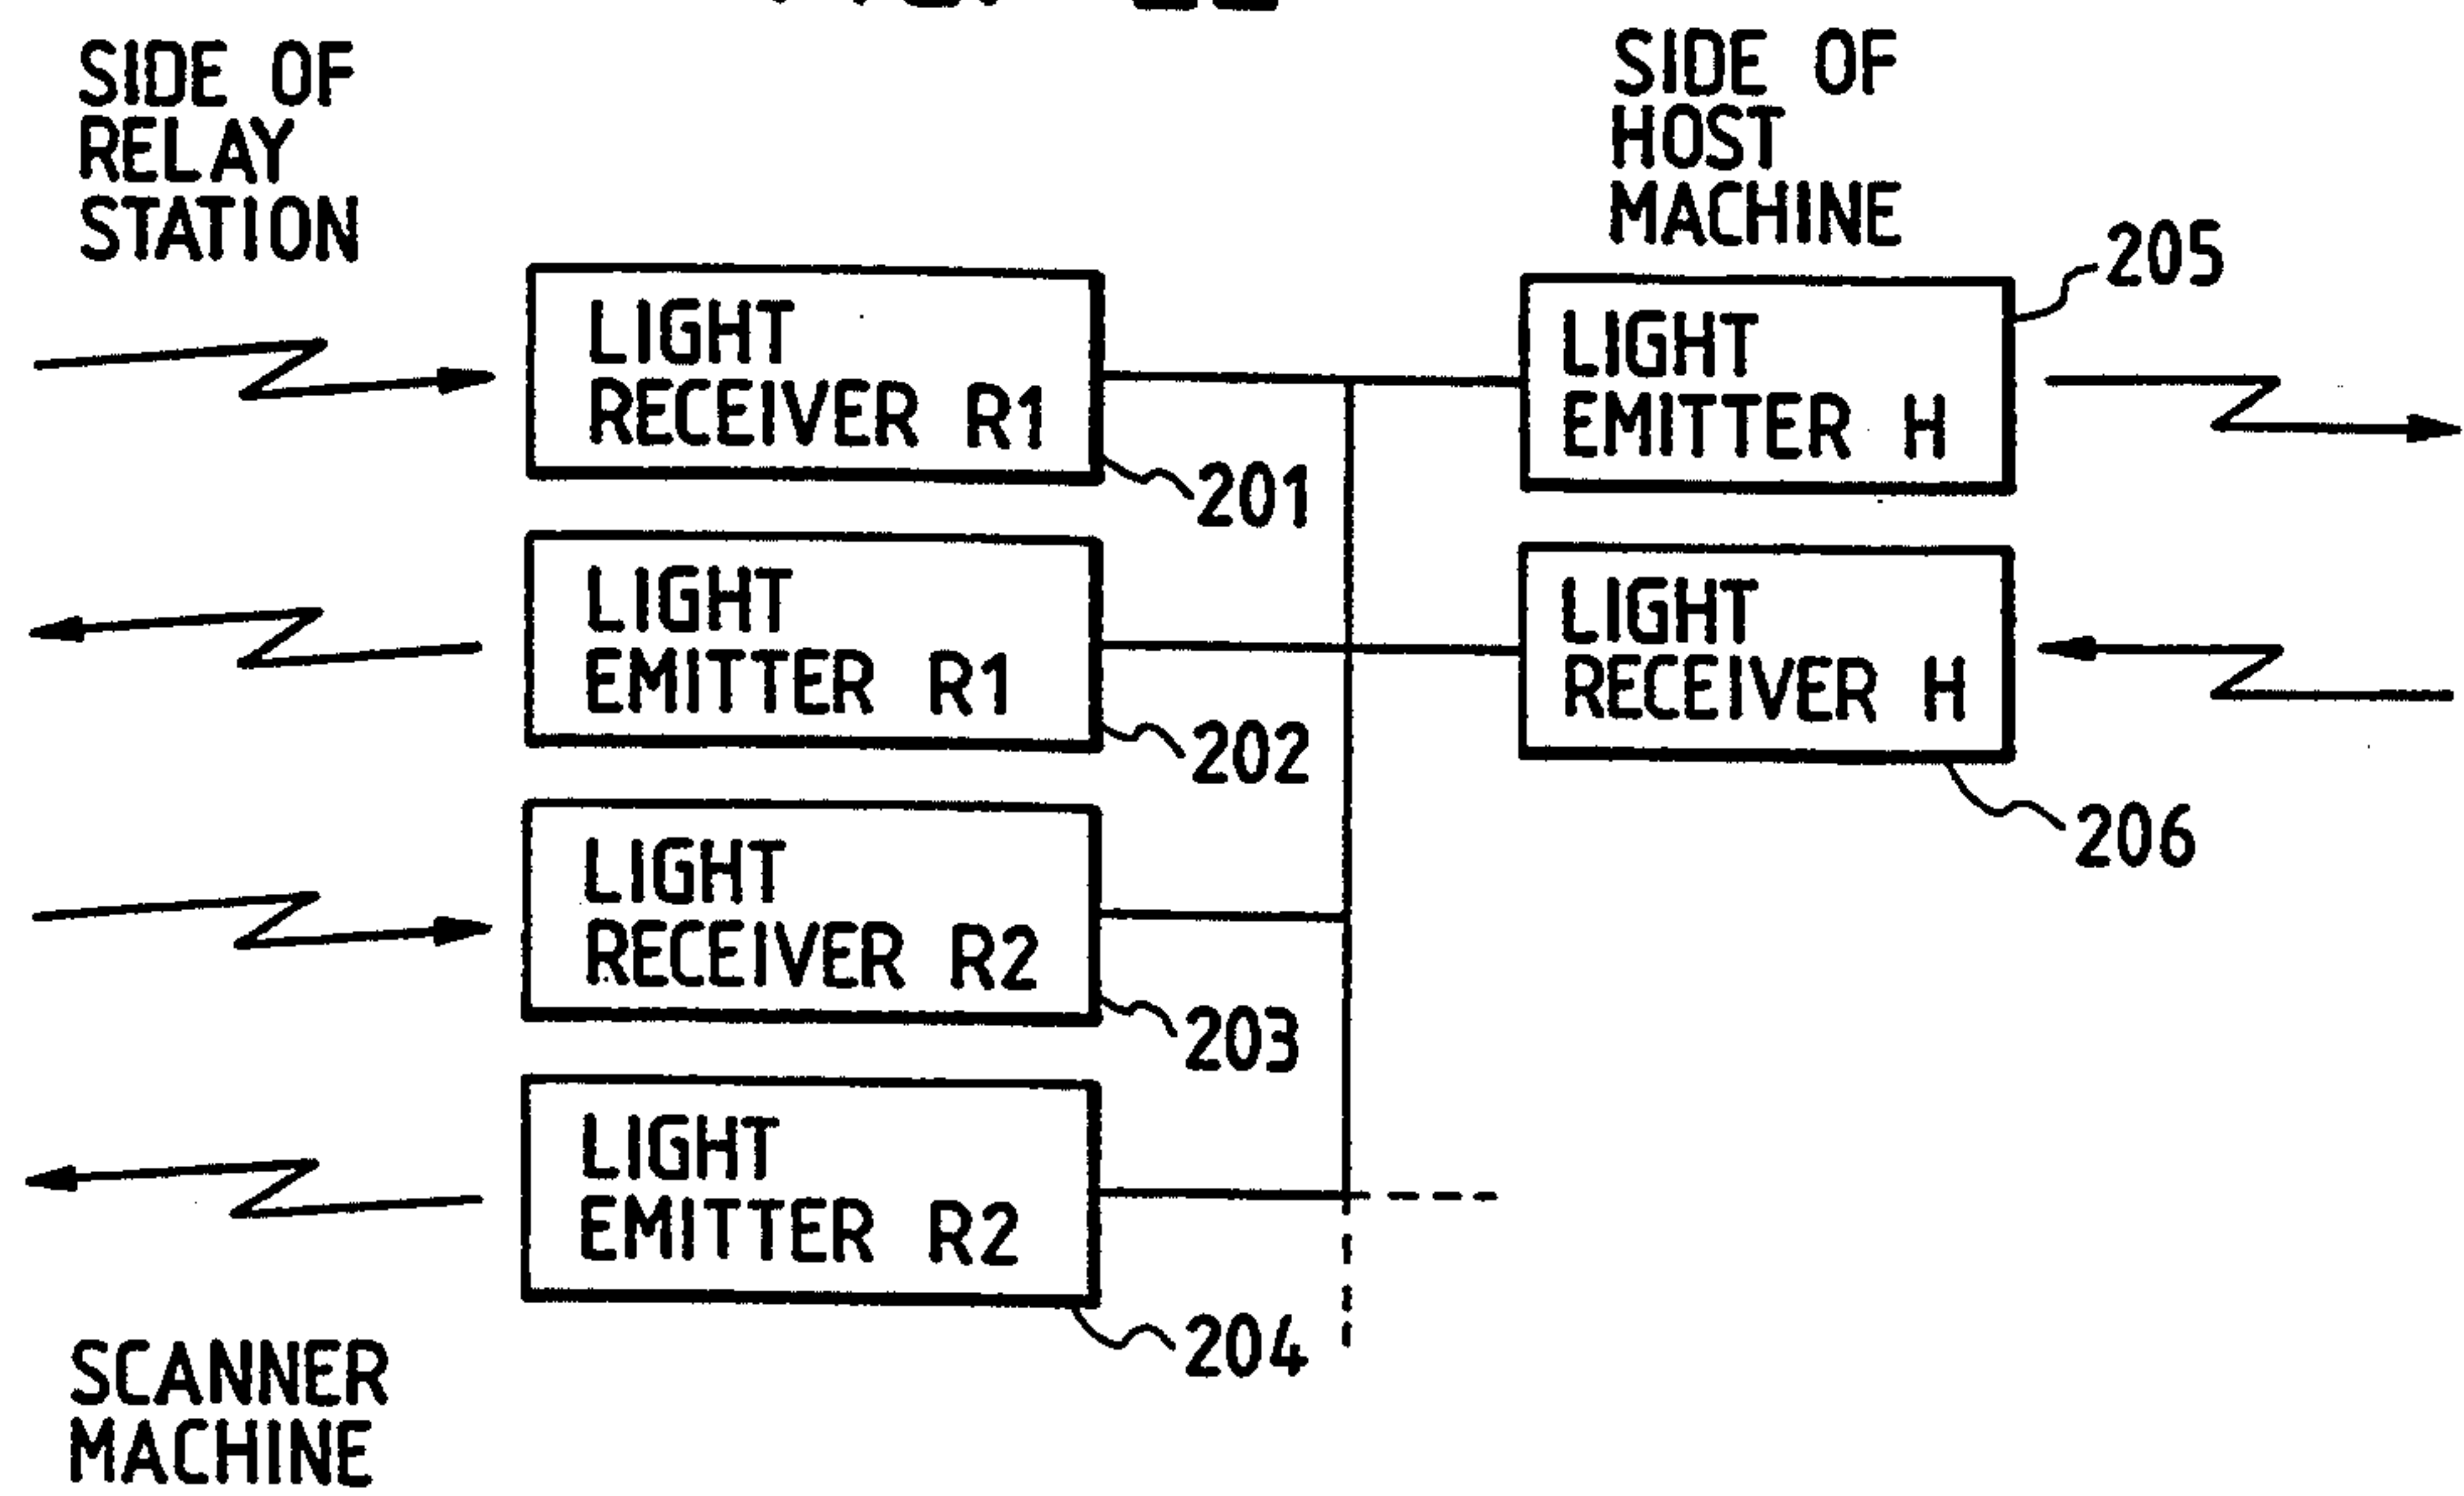 SIDE OF
RELAY
STATION
SIDE OF
HOST
MACHINE
205
LIGHT
RECEIVER R1
201
LIGHT
EMITTER H
LIGHT
EMITTER R1
202
LIGHT
RECEIVER H
206
LIGHT
RECEIVER R2
203
LIGHT
EMITTER R2
204
SCANNER
MACHINE